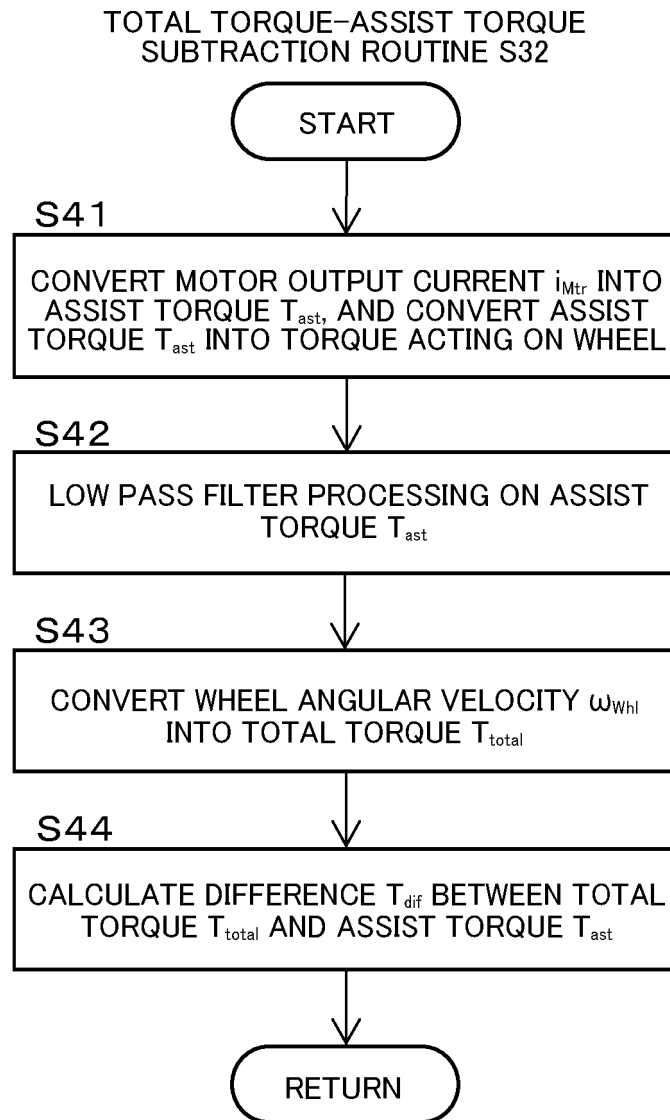 TOTAL TORQUE-ASSIST TORQUE
SUBTRACTION ROUTINE S32
START
S41
CONVERT MOTOR OUTPUT CURRENT iMtr INTO
ASSIST TORQUE Tast, AND CONVERT ASSIST
TORQUE Tast INTO TORQUE ACTING ON WHEEL
S42
LOW PASS FILTER PROCESSING ON ASSIST
TORQUE Tast
S43
CONVERT WHEEL ANGULAR VELOCITY ωWhl
INTO TOTAL TORQUE Ttotal
S44
CALCULATE DIFFERENCE Tdif BETWEEN TOTAL
TORQUE Ttotal AND ASSIST TORQUE Tast
RETURN